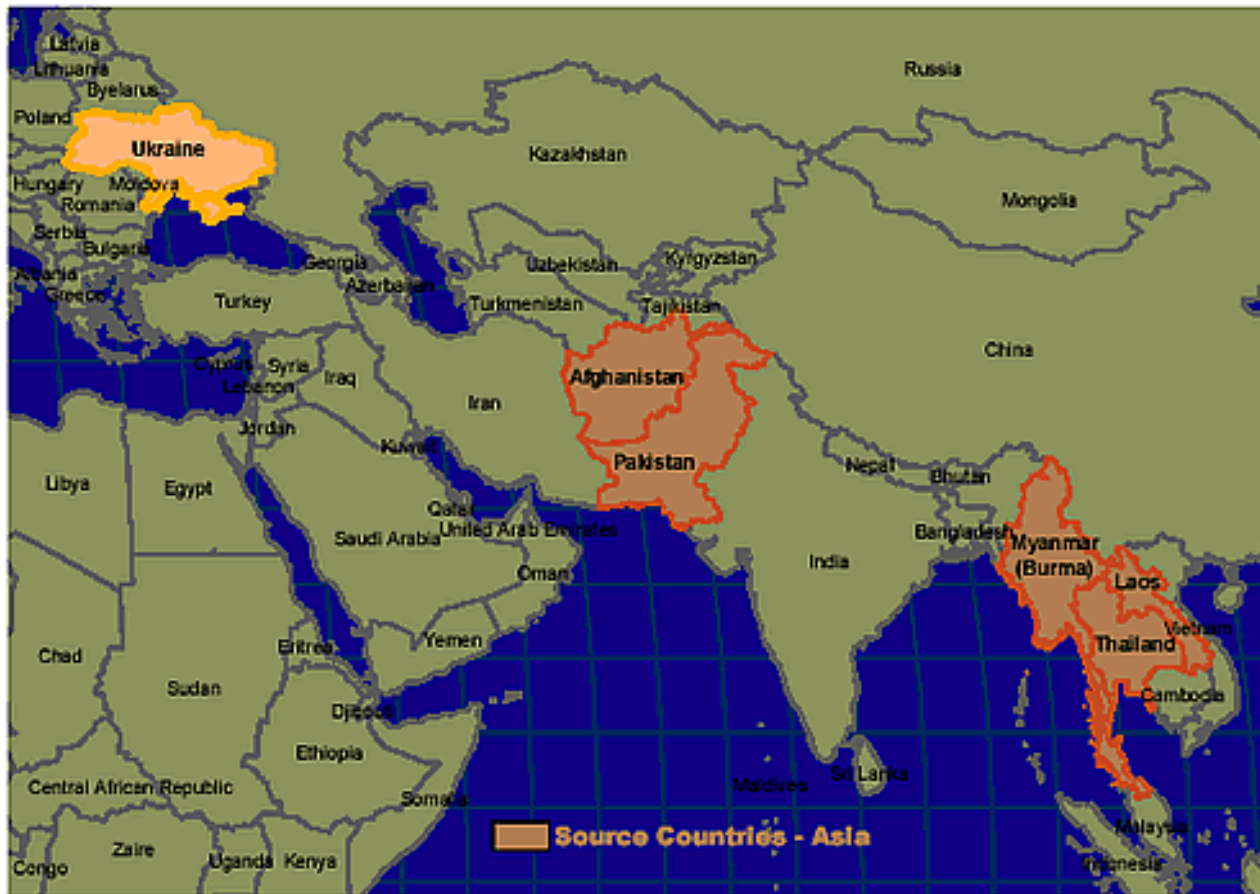 Latvia
Lithuania
Russia
Byelarus
Poland
Ukraine
Kazakhstan
Hungary
Moldova
Mongolia
Romania
Serbia
Bulgaria
Kyrgyzstan
Georgia
Uzbekistan
Albania
Azerbaijan
Greece
Turkey
Turkmenistan
Tajikistan
China
Cyprus
Syria
Iraq
Afghanistan
Lebanon
Iran
Jordan
Kuwait
Pakistan
Nepal
Bhutan
Libya
Egypt
Qatar
United Arab Emirates
Saudi Arabia
Bangladesh
Myanmar
(Burma)
India
Oman
Laos
Vietnam
Yemen
Eritrea
Thailand
Chad
Sudan
Cambodia
Djibouti
Ethiopia
Sri Lanka
Maldives
Central African Republic
Somalia
Malaysia
Source Countries - Asia
Zaire
Uganda
Kenya
Indonesia
Congo